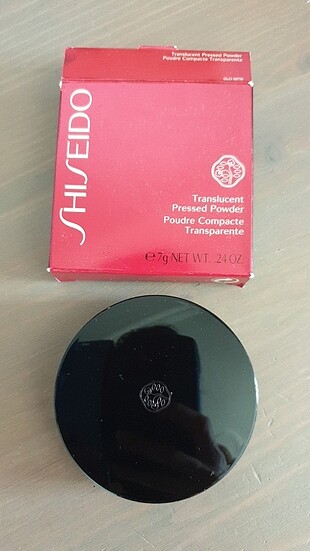 Translucent Pressed Powder
Poudre Compacte Transparente
SHISEIDO
Translucent
Pressed Powder
Poudre Compacte
Transparente
℮ 7g NET WT. .24 OZ.